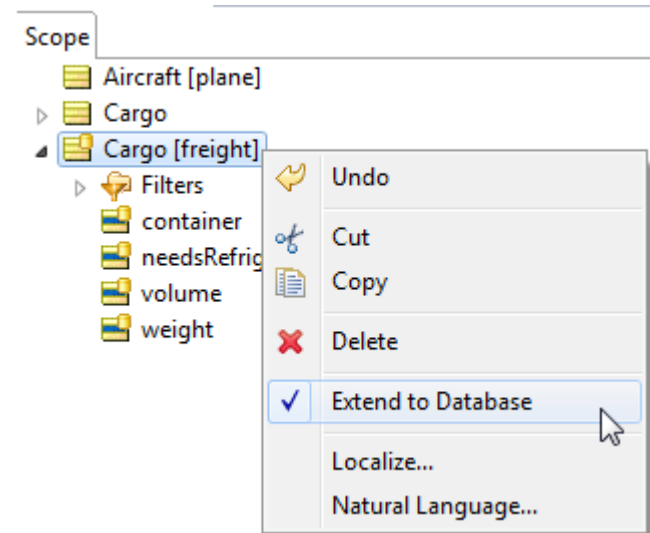 Scope
Aircraft [plane]
Cargo
Cargo [freight]
Filters
container
needsRefrig
volume
weight
Undo
Cut
Copy
Delete
Extend to Database
Localize...
Natural Language...